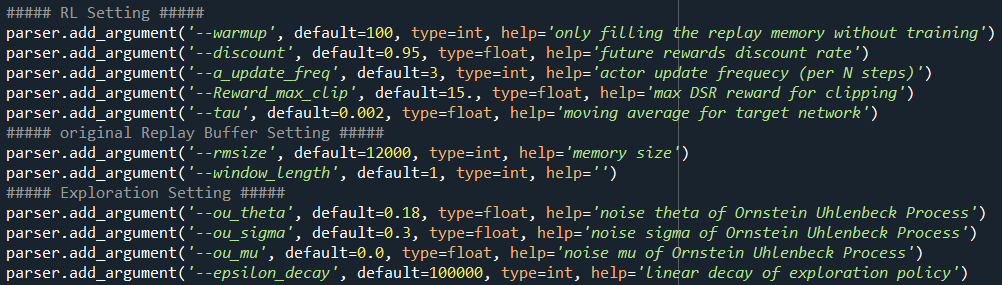 ##### RL Setting #####
parser.add_argument('--warmup', default=100, type=int, help='only filling the replay memory without training')
parser.add_argument('--discount', default=0.95, type=float, help='future rewards discount rate')
parser.add_argument('--a_update_freq', default=3, type=int, help='actor update frequecy (per N steps)')
parser.add_argument('--Reward_max_clip', default=15., type=float, help='max DSR reward for clipping')
parser.add_argument('--tau', default=0.002, type=float, help='moving average for target network')
##### original Replay Buffer Setting #####
parser.add_argument('--rmsize', default=12000, type=int, help='memory size')
parser.add_argument('--window_length', default=1, type=int, help='')
##### Exploration Setting #####
parser.add_argument('--ou_theta', default=0.18, type=float, help='noise theta of Ornstein Uhlenbeck Process')
parser.add_argument('--ou_sigma', default=0.3, type=float, help='noise sigma of Ornstein Uhlenbeck Process')
parser.add_argument('--ou_mu', default=0.0, type=float, help='noise mu of Ornstein Uhlenbeck Process')
parser.add_argument('--epsilon_decay', default=100000, type=int, help='linear decay of exploration policy')